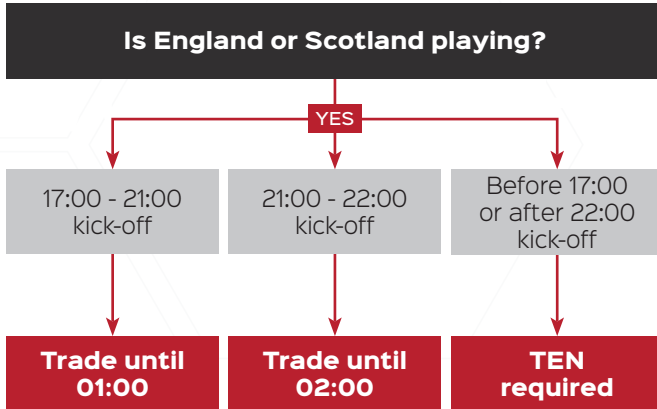 Is England or Scotland playing?
YES
17:00 - 21:00
kick-off
21:00 - 22:00
kick-off
Before 17:00
or after 22:00
kick-off
Trade until
01:00
Trade until
02:00
TEN
required